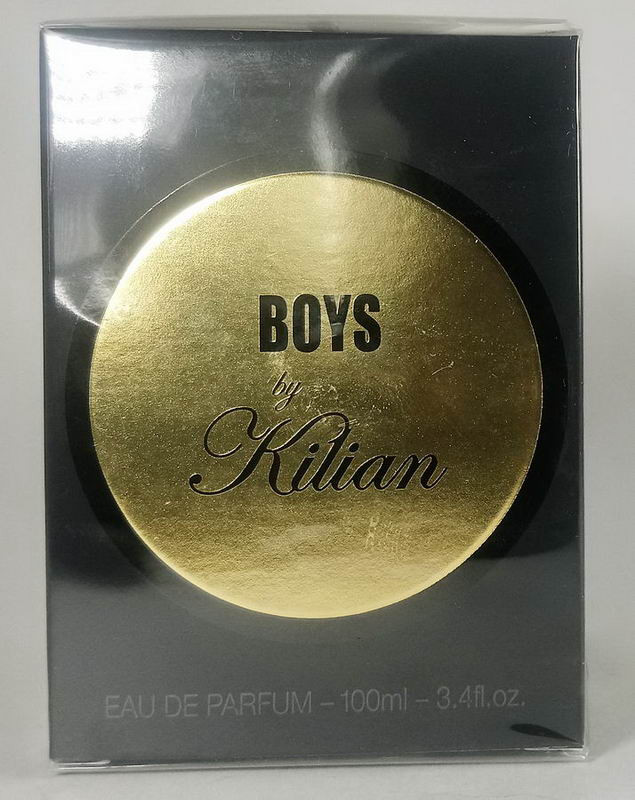 BOYS
by
Kilian
EAU DE PARFUM – 100ml – 3.4fl.oz.